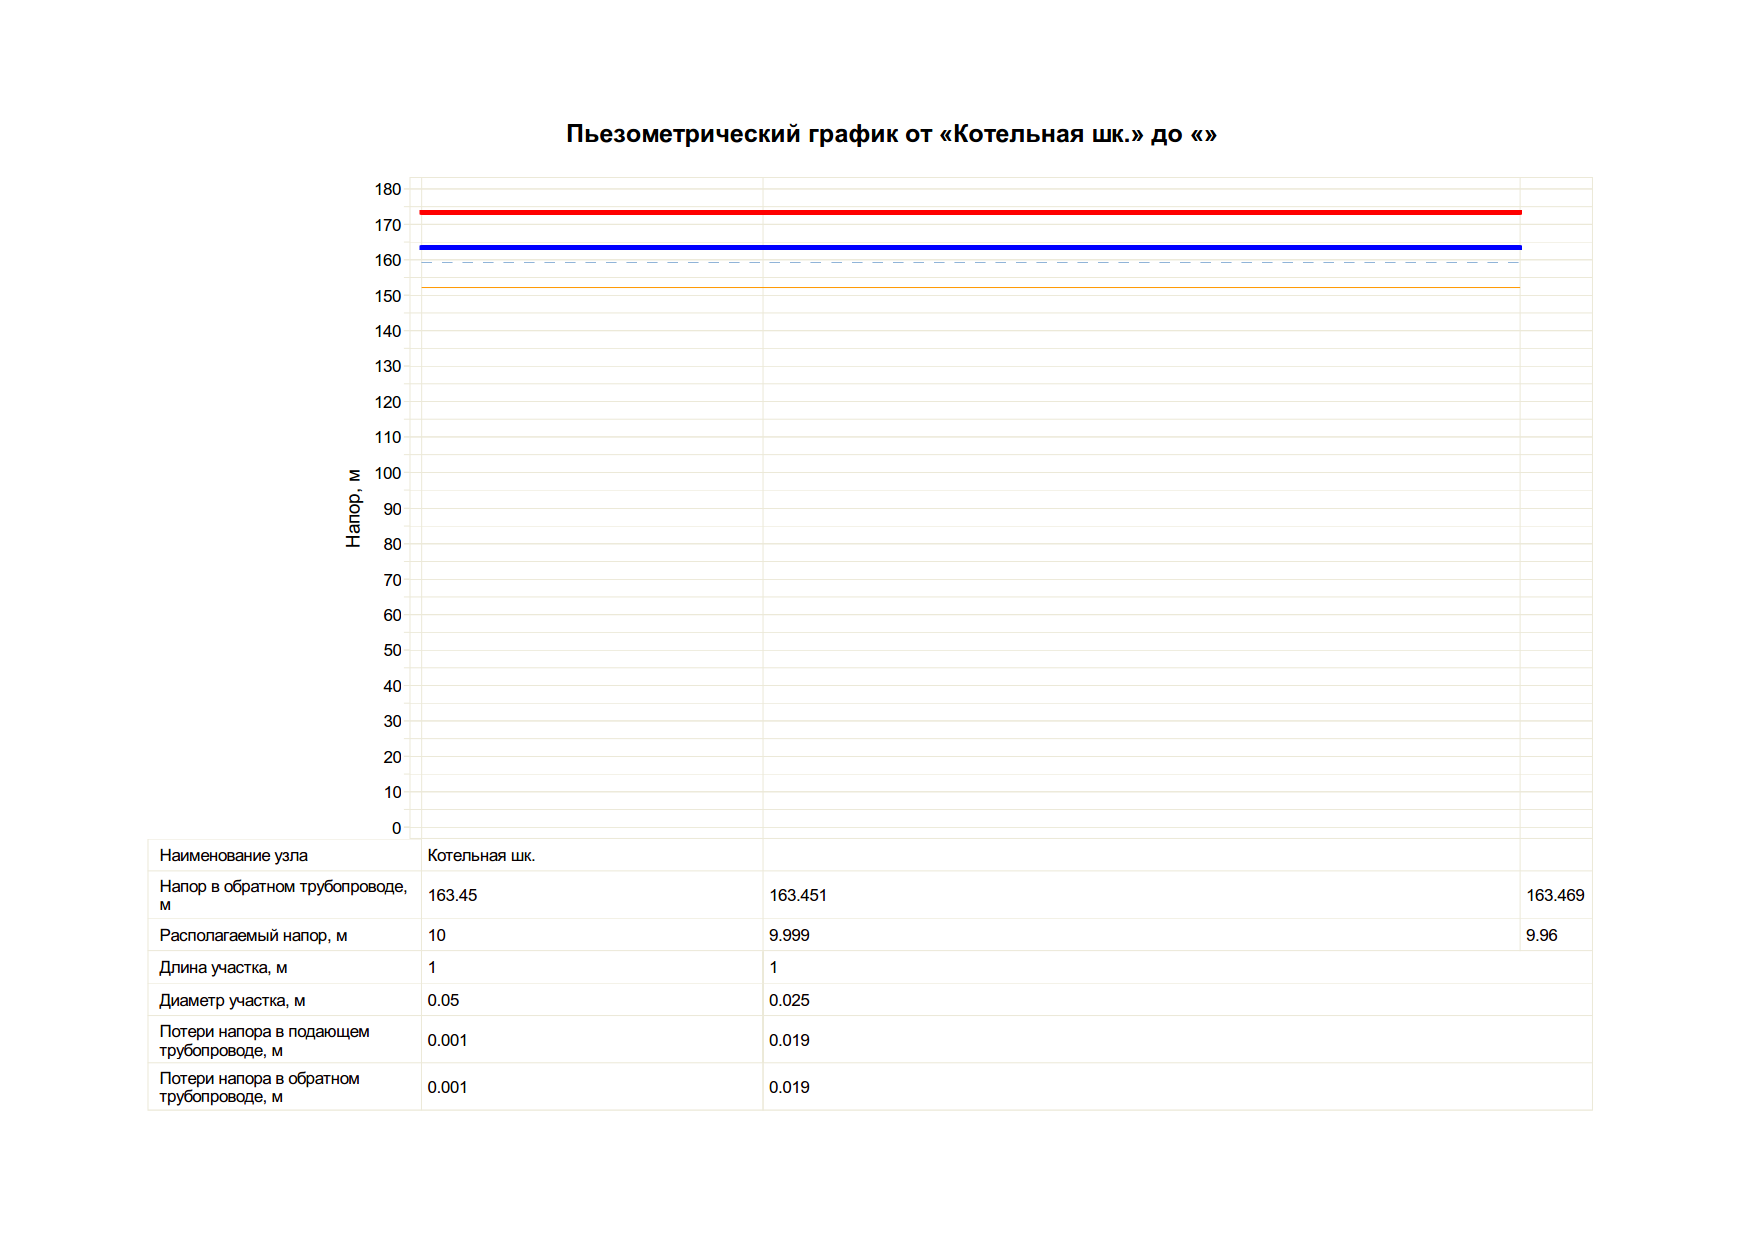 Пьезометрический график от «Котельная шк.» до «»
180
170
160
150
140
130
120
110
100
90
80
70
60
50
40
30
20
10
0
Напор, м
Наименование узла Котельная шк.
Напор в обратном трубопроводе,
м 163.45 163.451 163.469
Располагаемый напор, м 10 9.999 9.96
Длина участка, м 1 1
Диаметр участка, м 0.05 0.025
Потери напора в подающем
трубопроводе, м 0.001 0.019
Потери напора в обратном
трубопроводе, м 0.001 0.019